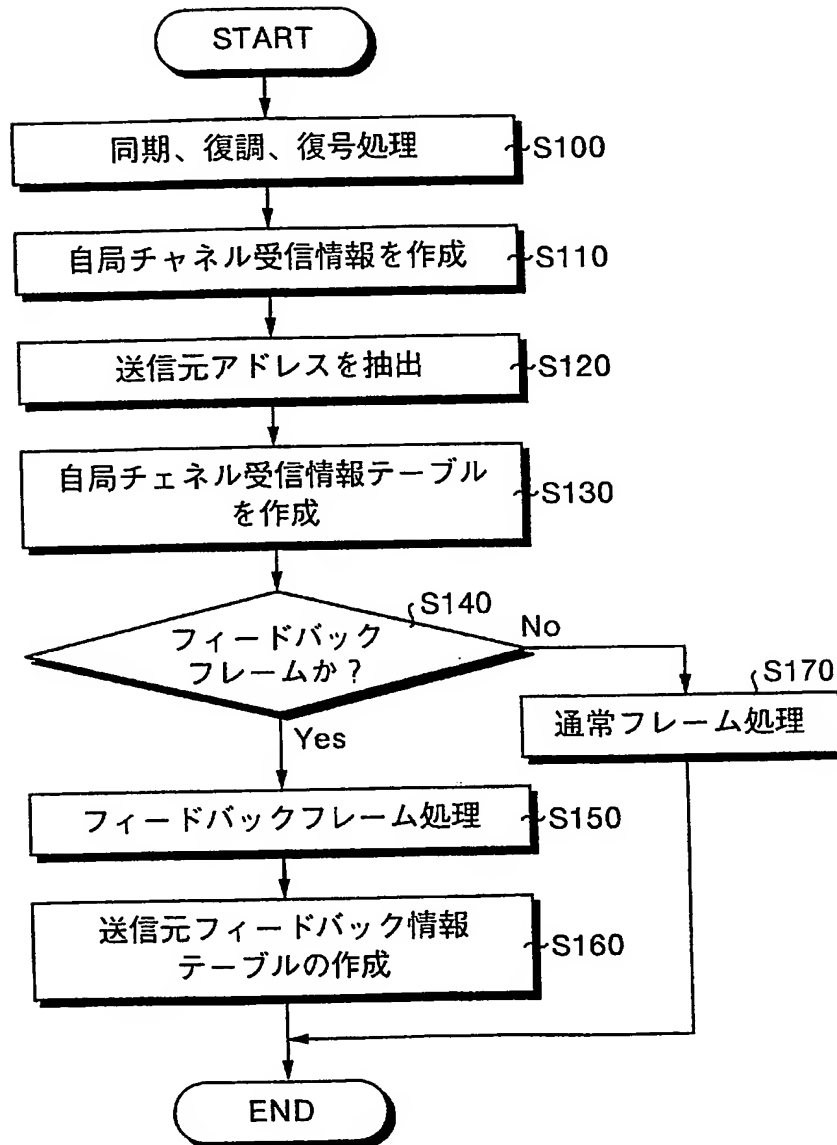 START
同期、復調、復号処理
S100
自局チャネル受信情報を作成
S110
送信元アドレスを抽出
S120
自局チェネル受信情報テーブル
を作成
S130
S140
フィードバック
フレームか?
No
Yes
S170
通常フレーム処理
フィードバックフレーム処理
S150
送信元フィードバック情報
テーブルの作成
S160
END